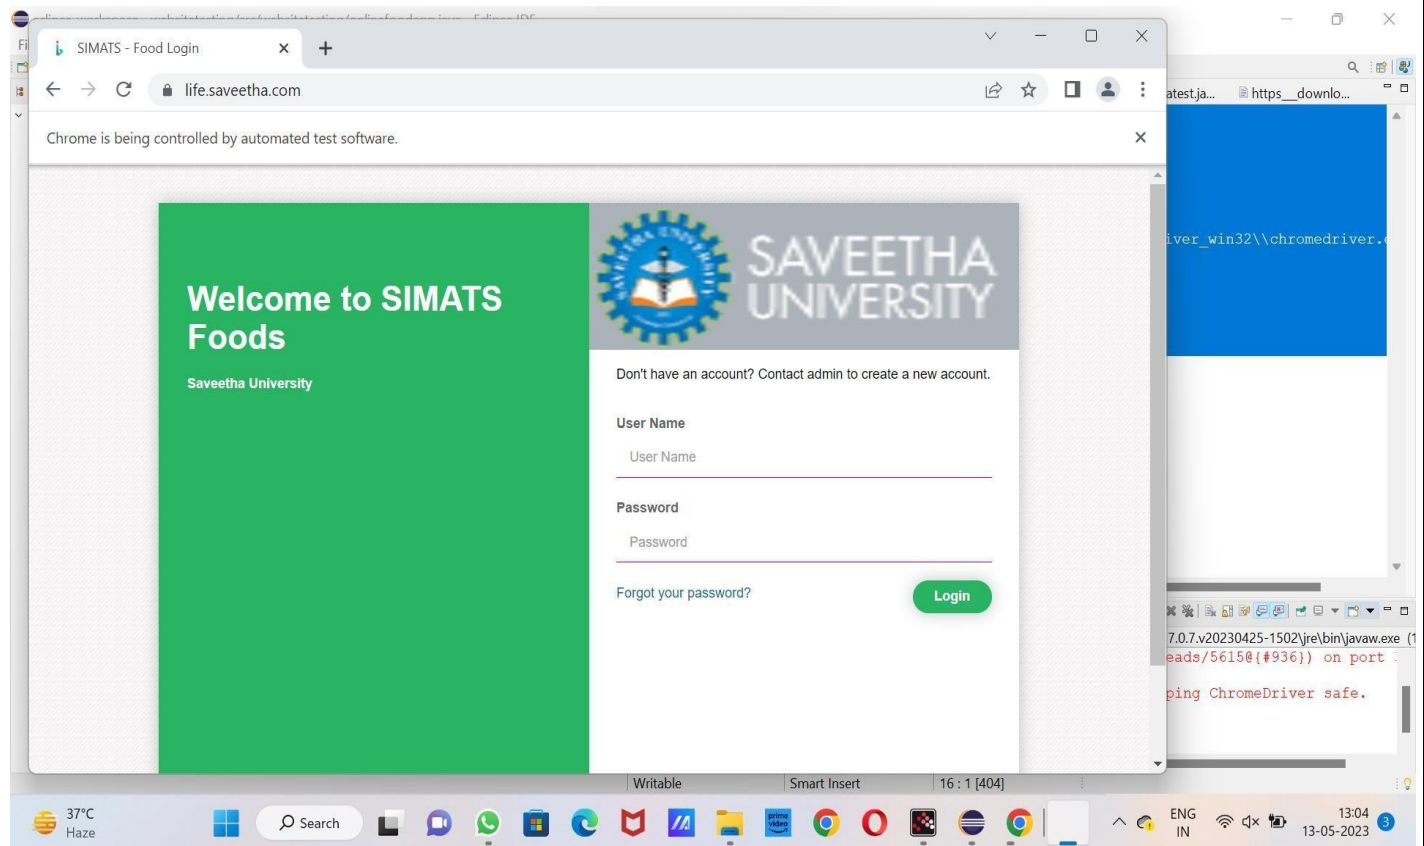 SIMATS - Food Login
life.saveetha.com
Chrome is being controlled by automated test software.
atest.ja...
https__downlo...
iver_win32\\chromedriver.
Welcome to SIMATS
Foods
Saveetha University
SAVEETHA
UNIVERSITY
Don't have an account? Contact admin to create a new account.
User Name
User Name
Password
Password
Forgot your password?
Login
7.0.7.v20230425-1502\jre\bin\javaw.exe (1
eads/5615@{#936}) on port
ping ChromeDriver safe.
Writable
Smart Insert
16 : 1 [404]
37°C
Haze
Search
prime
video
ENG
IN
13:04
13-05-2023
3